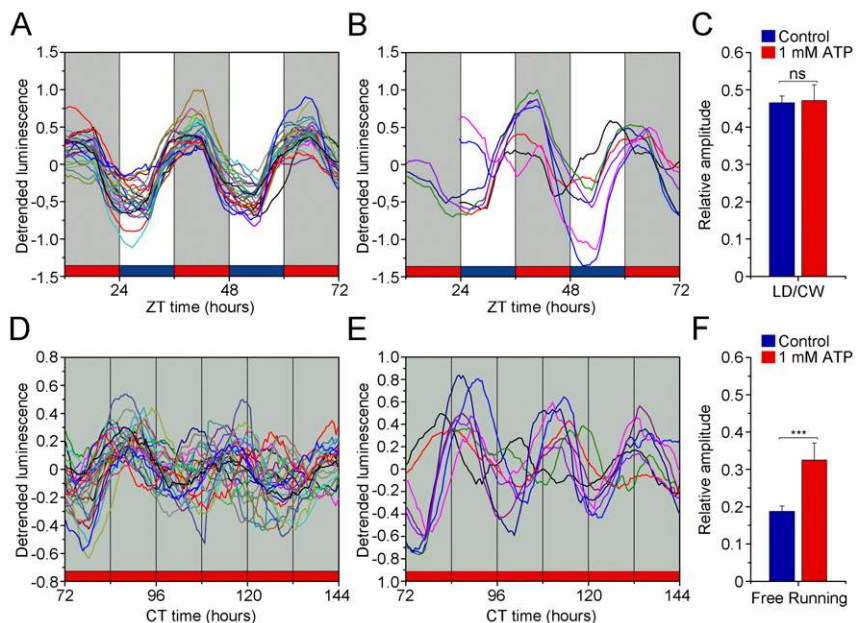 A
B
C
Control
1 mM ATP
Detrended luminescence
1.5
1.0
0.5
0
-0.5
-1.0
-1.5
24
48
72
ZT time (hours)
Detrended luminescence
1.5
1.0
0.5
0
-0.5
-1.0
-1.5
24
48
72
ZT time (hours)
Relative amplitude
0.6
0.5
0.4
0.3
0.2
0.1
0
ns
LD/CW
D
E
F
Control
1 mM ATP
Detrended luminescence
0.8
0.6
0.4
0.2
0
-0.2
-0.4
-0.6
-0.8
72
96
120
144
CT time (hours)
Detrended luminescence
1.0
0.8
0.6
0.4
0.2
0
-0.2
-0.4
-0.6
-0.8
1.0
72
96
120
144
CT time (hours)
Relative amplitude
0.6
0.5
0.4
0.3
0.2
0.1
0
***
Free Running